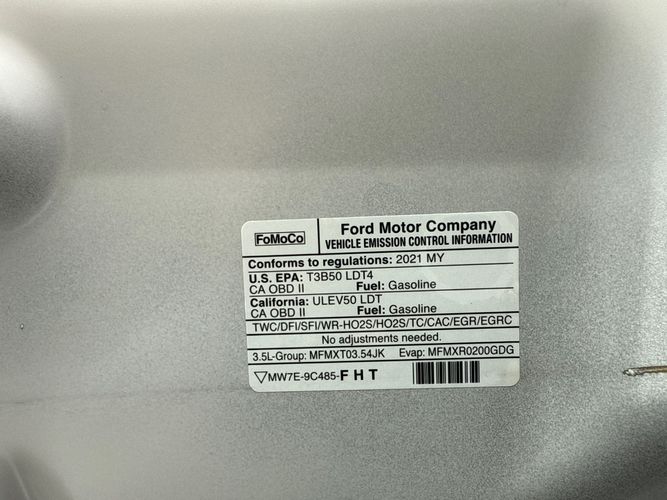 FoMoCo
Ford Motor Company
VEHICLE EMISSION CONTROL INFORMATION
Conforms to regulations: 2021 MY
U.S. EPA: T3B50 LDT4
CA OBD II Fuel: Gasoline
California: ULEV50 LDT
CA OBD II Fuel: Gasoline
TWC/DFI/SFI/WR-HO2S/HO2S/TC/CAC/EGR/EGRC
No adjustments needed.
3.5L-Group: MFMXT03.54JK Evap: MFMXR0200GDG
MW7E-9C485-FHT